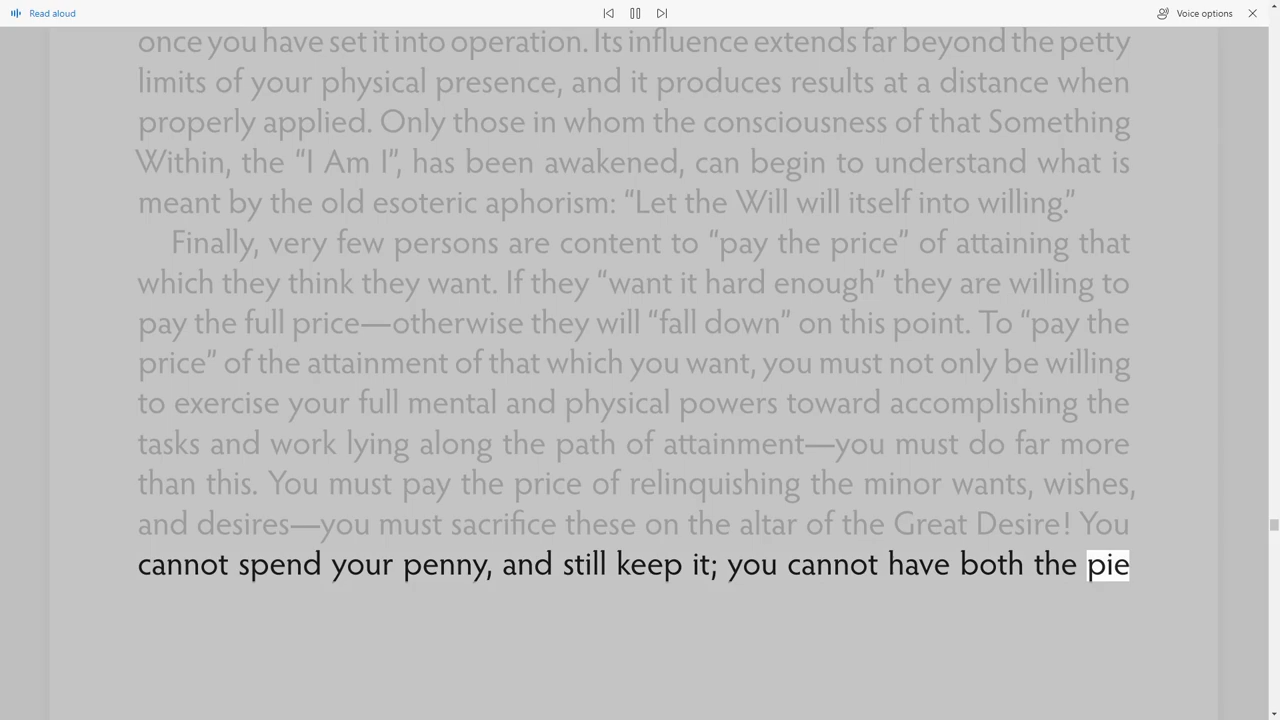 Read aloud
Voice options
once you have set it into operation. Its influence extends far beyond the petty
limits of your physical presence, and it produces results at a distance when
properly applied. Only those in whom the consciousness of that Something
Within, the “I Am I”, has been awakened, can begin to understand what is
meant by the old esoteric aphorism: “Let the Will will itself into willing.”
Finally, very few persons are content to “pay the price” of attaining that
which they think they want. If they “want it hard enough” they are willing to
pay the full price—otherwise they will “fall down” on this point. To “pay the
price” of the attainment of that which you want, you must not only be willing
to exercise your full mental and physical powers toward accomplishing the
tasks and work lying along the path of attainment—you must do far more
than this. You must pay the price of relinquishing the minor wants, wishes,
and desires—you must sacrifice these on the altar of the Great Desire! You
cannot spend your penny, and still keep it; you cannot have both the pie